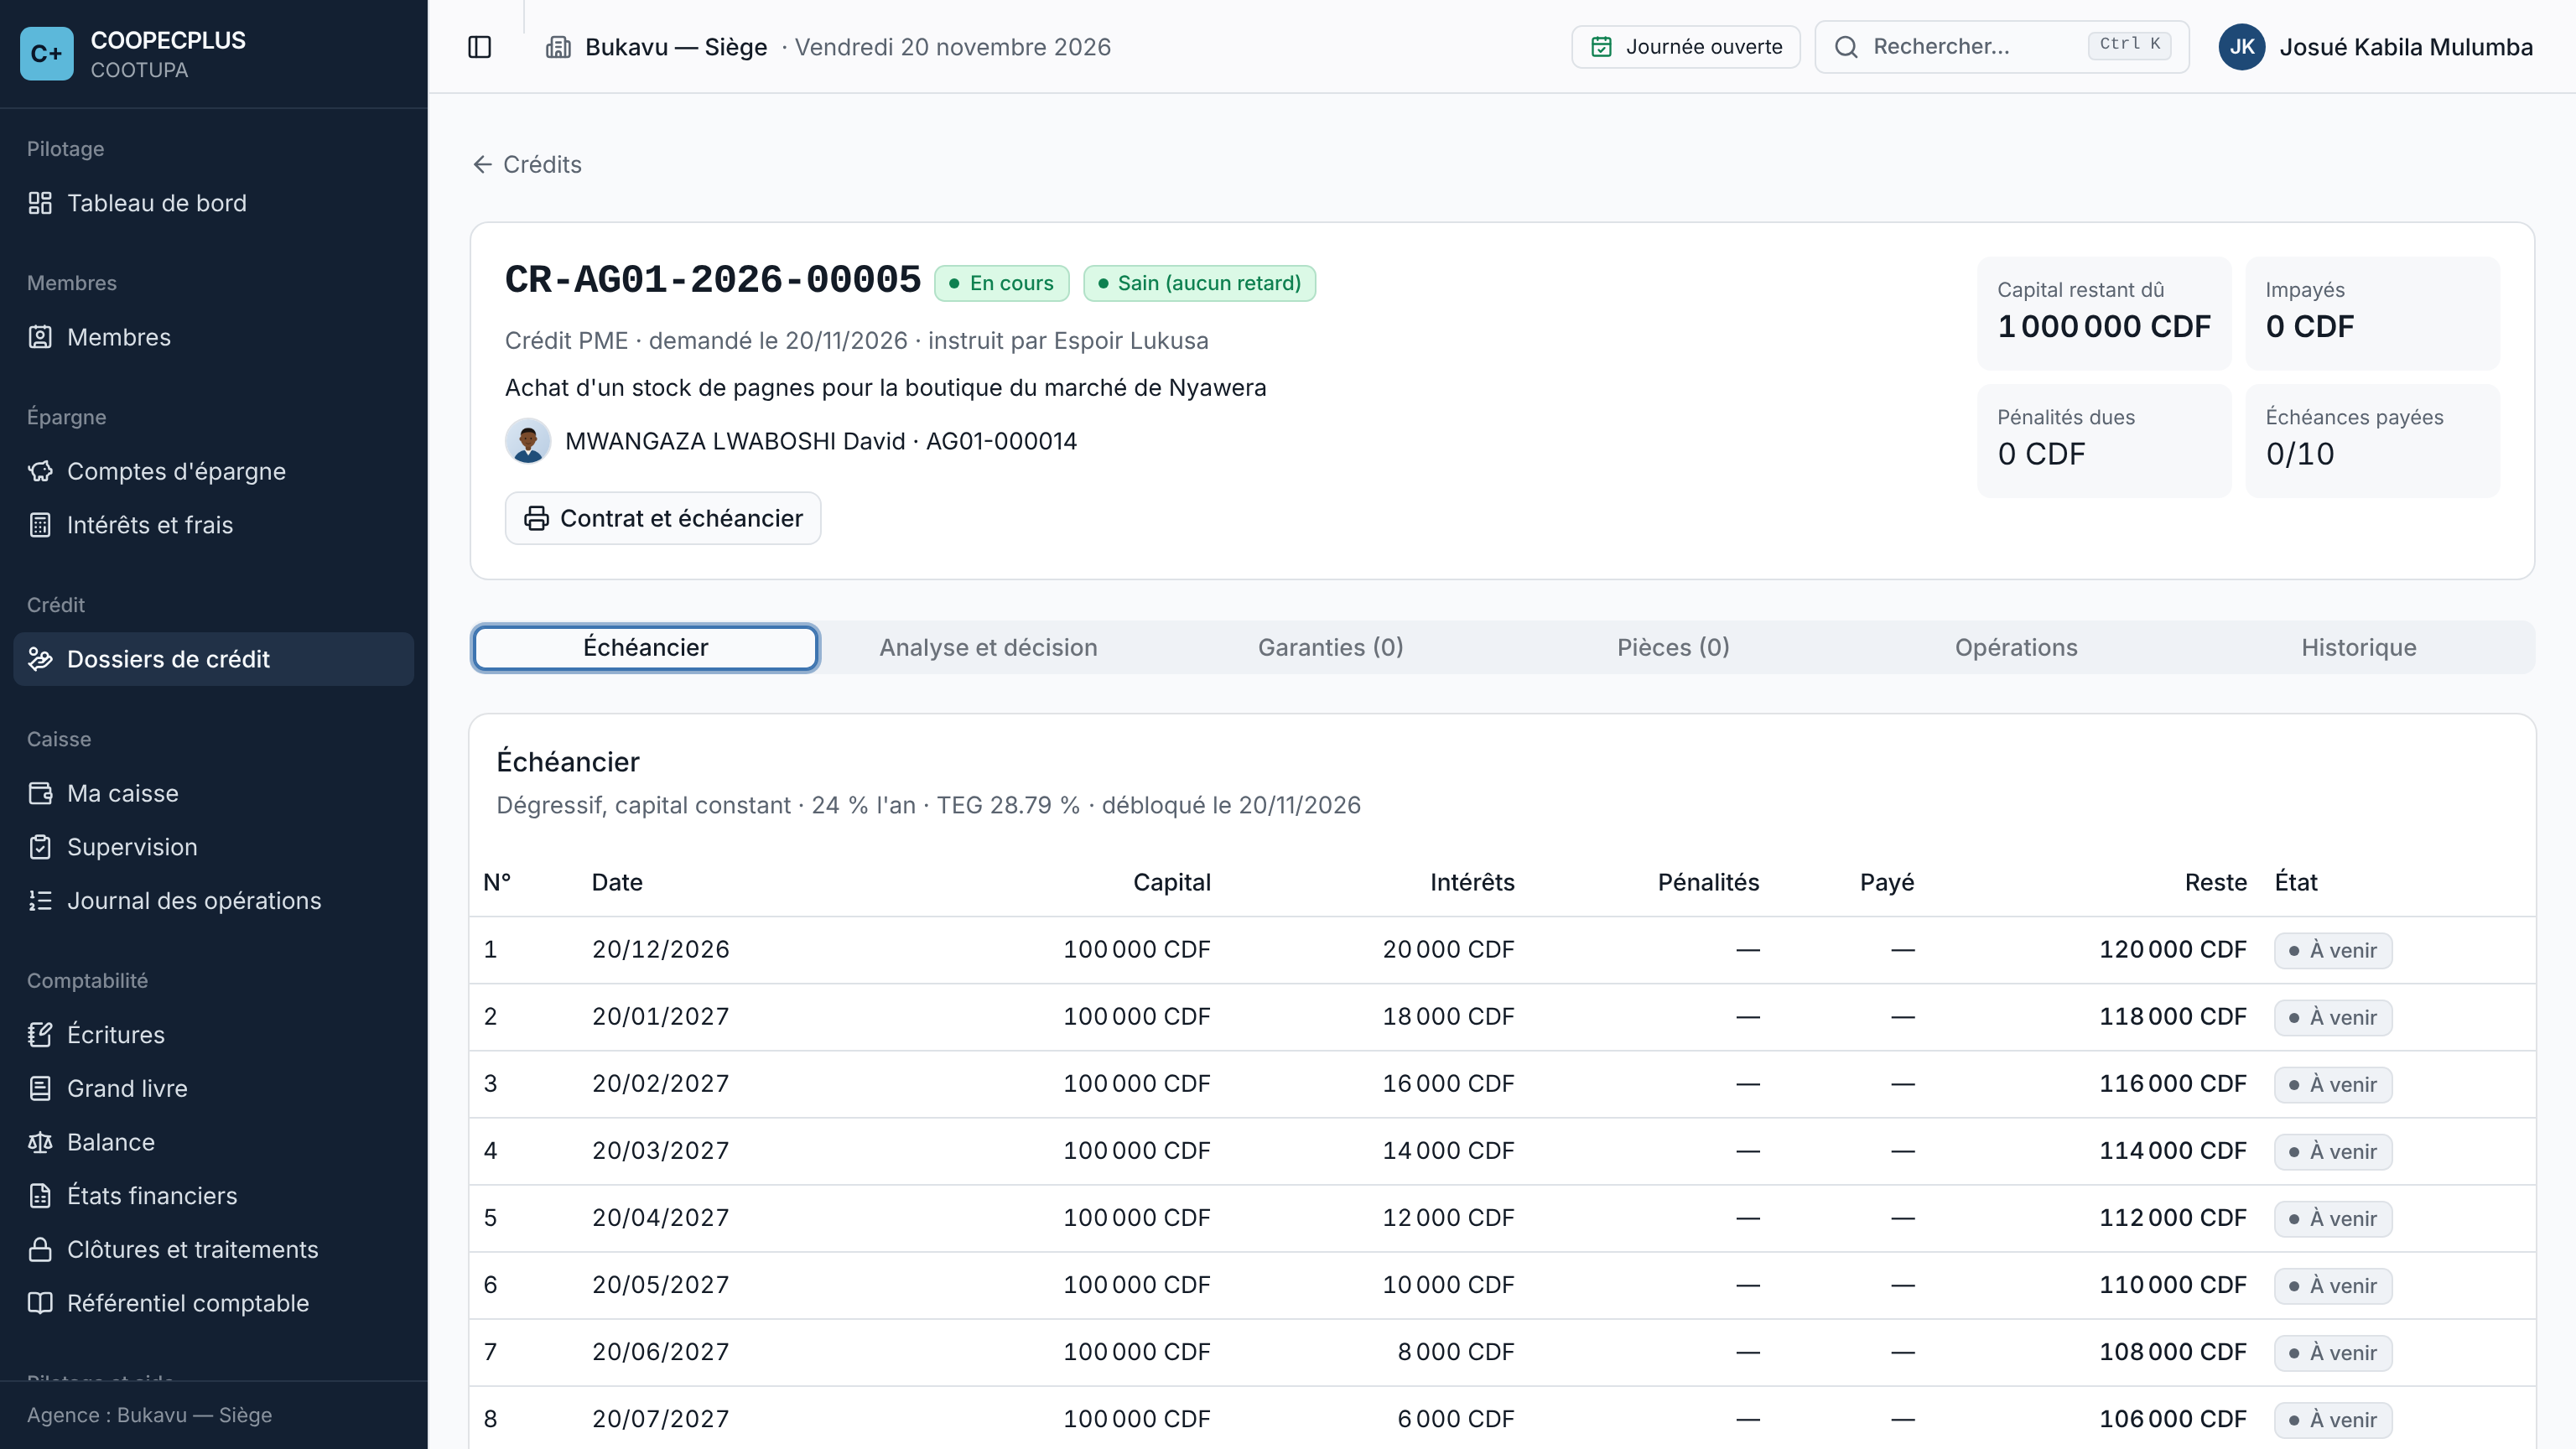 C+
COOPECPLUS
COOTUPA
Pilotage
Tableau de bord
Membres
Membres
Épargne
Comptes d'épargne
Intérêts et frais
Crédit
Dossiers de crédit
Caisse
Ma caisse
Supervision
Journal des opérations
Comptabilité
Écritures
Grand livre
Balance
États financiers
Clôtures et traitements
Référentiel comptable
Agence : Bukavu — Siège
Bukavu — Siège · Vendredi 20 novembre 2026
Journée ouverte
Rechercher... Ctrl K
JK Josué Kabila Mulumba
← Crédits
CR-AG01-2026-00005 • En cours • Sain (aucun retard)
Crédit PME · demandé le 20/11/2026 · instruit par Espoir Lukusa
Achat d'un stock de pagnes pour la boutique du marché de Nyawera
MWANGAZA LWABOSHI David · AG01-000014
Contrat et échéancier
Capital restant dû
1 000 000 CDF
Impayés
0 CDF
Pénalités dues
0 CDF
Échéances payées
0/10
Échéancier Analyse et décision Garanties (0) Pièces (0) Opérations Historique
Échéancier
Dégressif, capital constant · 24 % l'an · TEG 28.79 % · débloqué le 20/11/2026
N° Date Capital Intérêts Pénalités Payé Reste État
1 20/12/2026 100 000 CDF 20 000 CDF — — 120 000 CDF • À venir
2 20/01/2027 100 000 CDF 18 000 CDF — — 118 000 CDF • À venir
3 20/02/2027 100 000 CDF 16 000 CDF — — 116 000 CDF • À venir
4 20/03/2027 100 000 CDF 14 000 CDF — — 114 000 CDF • À venir
5 20/04/2027 100 000 CDF 12 000 CDF — — 112 000 CDF • À venir
6 20/05/2027 100 000 CDF 10 000 CDF — — 110 000 CDF • À venir
7 20/06/2027 100 000 CDF 8 000 CDF — — 108 000 CDF • À venir
8 20/07/2027 100 000 CDF 6 000 CDF — — 106 000 CDF • À venir